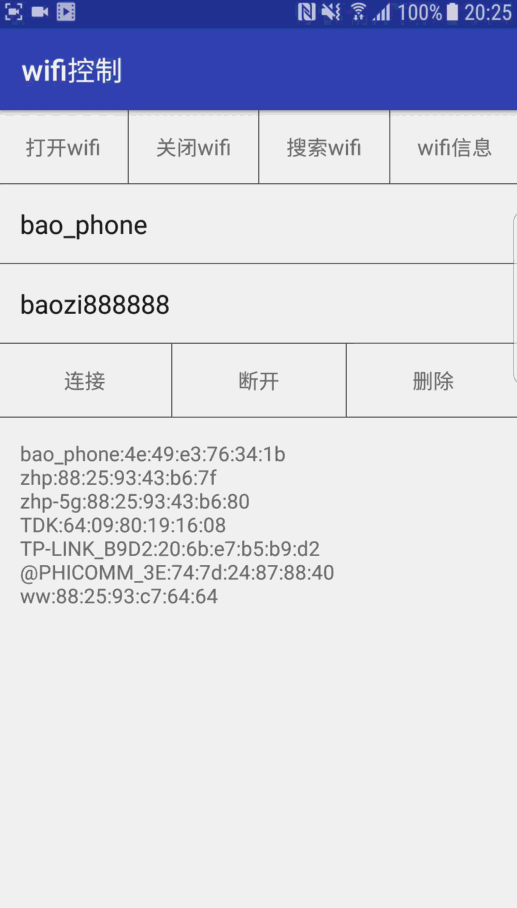 100% 20:25
wifi控制
打开wifi 关闭wifi 搜索wifi wifi信息
bao_phone
baozi888888
连接 断开 删除
bao_phone:4e:49:e3:76:34:1b
zhp:88:25:93:43:b6:7f
zhp-5g:88:25:93:43:b6:80
TDK:64:09:80:19:16:08
TP-LINK_B9D2:20:6b:e7:b5:b9:d2
@PHICOMM_3E:74:7d:24:87:88:40
ww:88:25:93:c7:64:64